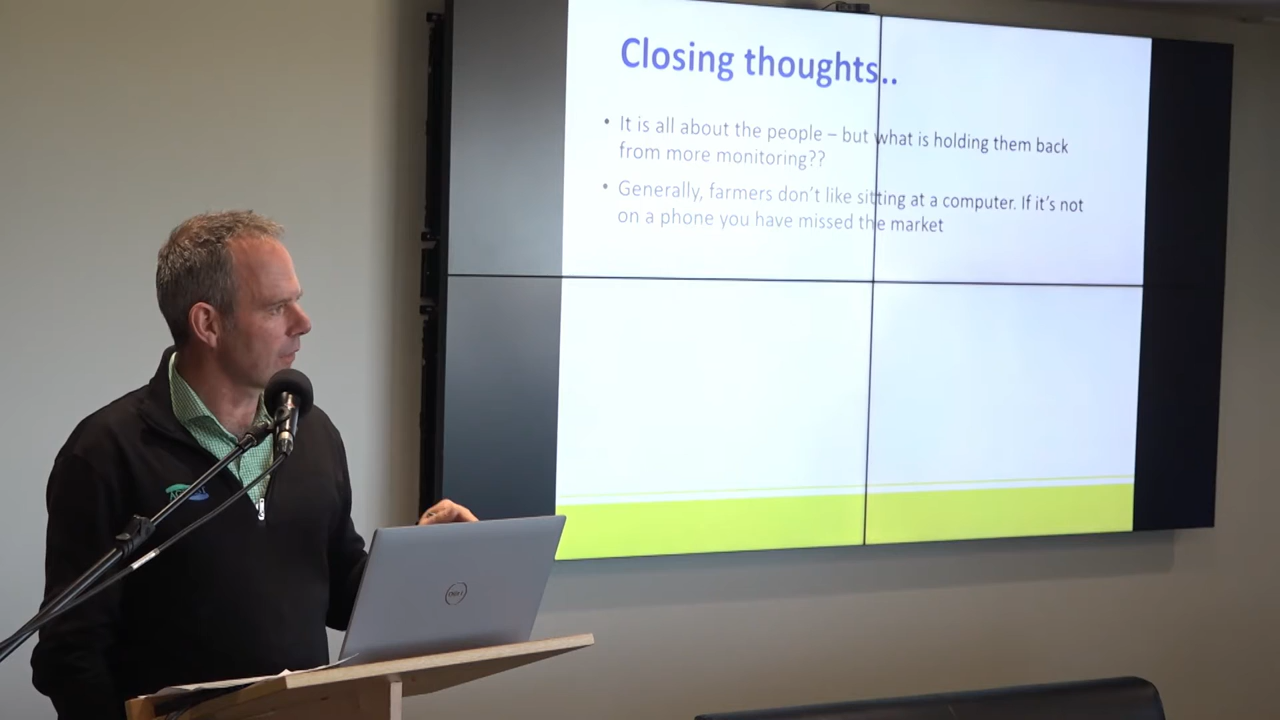 Closing thoughts..
• It is all about the people – but what is holding them back
from more monitoring??
• Generally, farmers don't like sitting at a computer. If it's not
on a phone you have missed the market
DELL